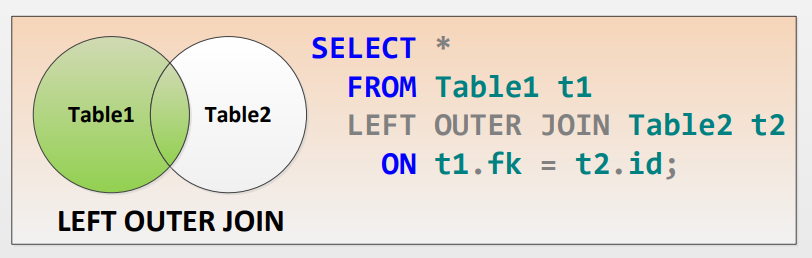 Table1
Table2
LEFT OUTER JOIN
SELECT *
FROM Table1 t1
LEFT OUTER JOIN Table2 t2
ON t1.fk = t2.id;